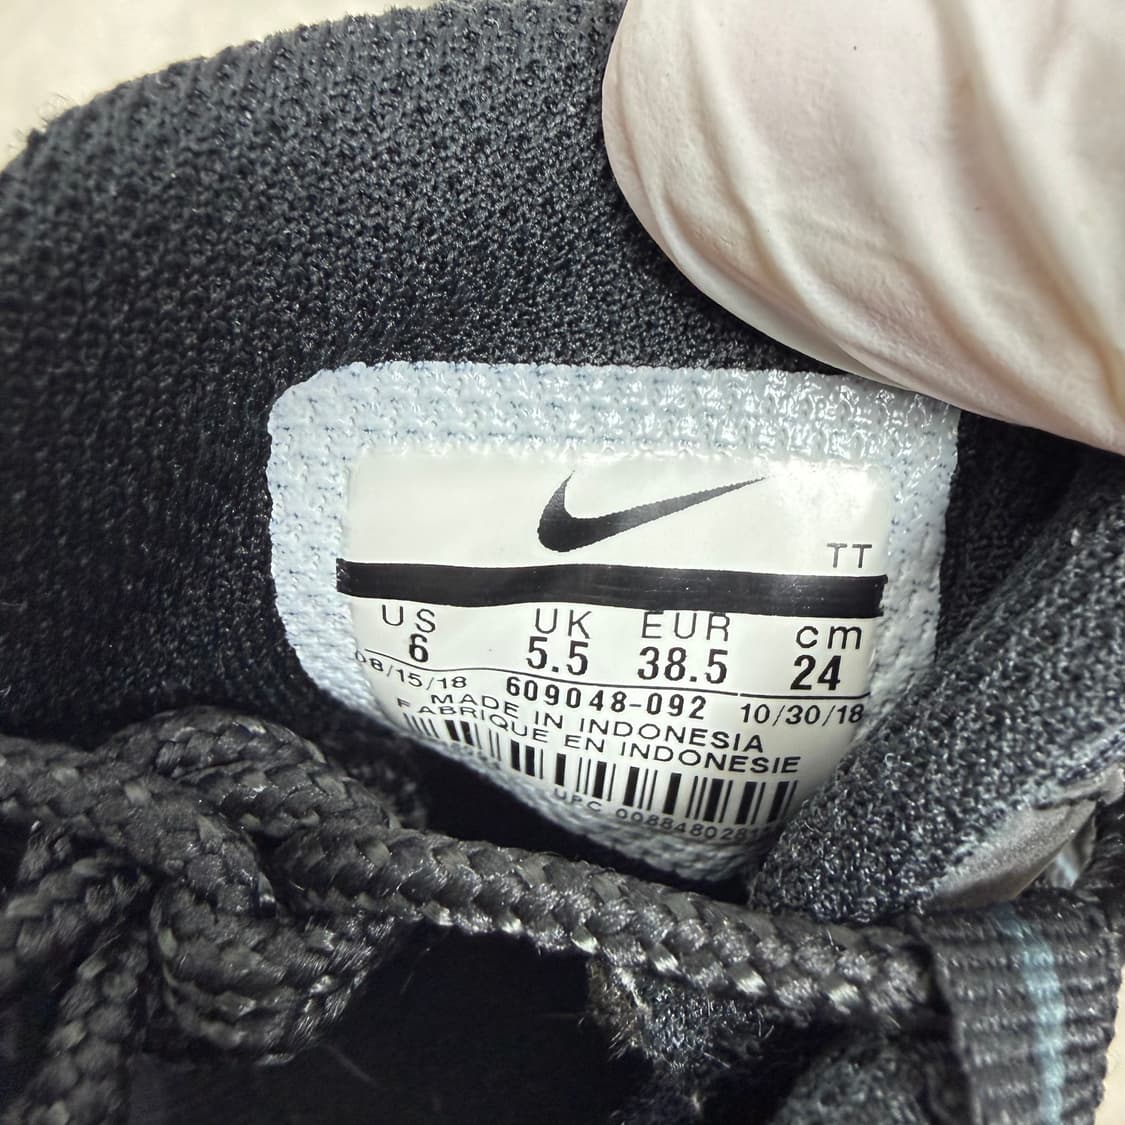 TT
US UK EUR cm
6 5.5 38.5 24
08/15/18 609048-092 10/30/18
MADE IN INDONESIA
FABRIQUE EN INDONESIE
UPC